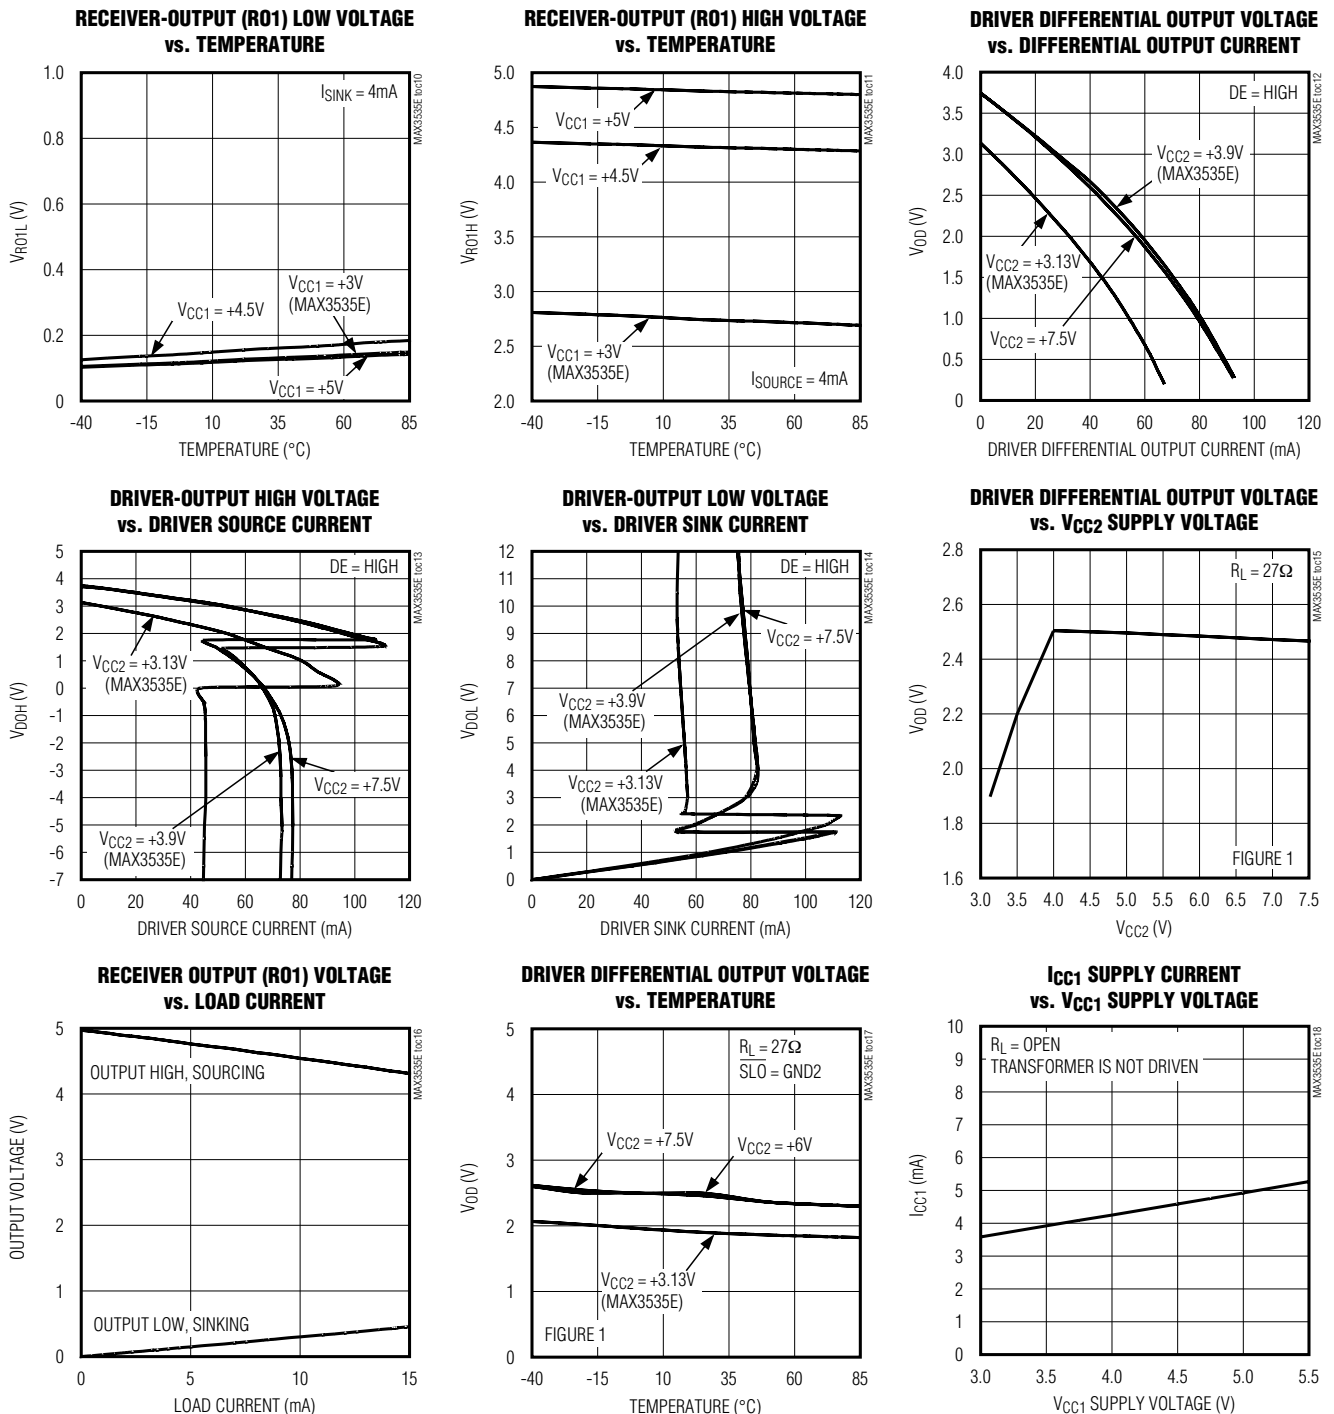 RECEIVER-OUTPUT (RO1) LOW VOLTAGE
vs. TEMPERATURE
1.0
0.8
0.6
0.4
0.2
0
VRO1L (V)
ISINK = 4mA
VCC1 = +3V
(MAX3535E)
VCC1 = +4.5V
VCC1 = +5V
-40 -15 10 35 60 85
TEMPERATURE (°C)
MAX3535E toc10
RECEIVER-OUTPUT (RO1) HIGH VOLTAGE
vs. TEMPERATURE
5.0
4.5
4.0
3.5
3.0
2.5
2.0
VRO1H (V)
VCC1 = +5V
VCC1 = +4.5V
VCC1 = +3V
(MAX3535E)
ISOURCE = 4mA
-40 -15 10 35 60 85
TEMPERATURE (°C)
MAX3535E toc11
DRIVER DIFFERENTIAL OUTPUT VOLTAGE
vs. DIFFERENTIAL OUTPUT CURRENT
4.0
3.5
3.0
2.5
2.0
1.5
1.0
0.5
0
VOD (V)
DE = HIGH
VCC2 = +3.9V
(MAX3535E)
VCC2 = +3.13V
(MAX3535E)
VCC2 = +7.5V
0 20 40 60 80 100 120
DRIVER DIFFERENTIAL OUTPUT CURRENT (mA)
MAX3535E toc12
DRIVER-OUTPUT HIGH VOLTAGE
vs. DRIVER SOURCE CURRENT
5
4
3
2
1
0
-1
-2
-3
-4
-5
-6
-7
VDOH (V)
DE = HIGH
VCC2 = +3.13V
(MAX3535E)
VCC2 = +7.5V
VCC2 = +3.9V
(MAX3535E)
0 20 40 60 80 100 120
DRIVER SOURCE CURRENT (mA)
MAX3535E toc13
DRIVER-OUTPUT LOW VOLTAGE
vs. DRIVER SINK CURRENT
12
11
10
9
8
7
6
5
4
3
2
1
0
VDOL (V)
DE = HIGH
VCC2 = +7.5V
VCC2 = +3.9V
(MAX3535E)
VCC2 = +3.13V
(MAX3535E)
0 20 40 60 80 100 120
DRIVER SINK CURRENT (mA)
MAX3535E toc14
DRIVER DIFFERENTIAL OUTPUT VOLTAGE
vs. VCC2 SUPPLY VOLTAGE
2.8
2.6
2.4
2.2
2.0
1.8
1.6
VOD (V)
RL = 27Ω
FIGURE 1
3.0 3.5 4.0 4.5 5.0 5.5 6.0 6.5 7.0 7.5
VCC2 (V)
MAX3535E toc15
RECEIVER OUTPUT (RO1) VOLTAGE
vs. LOAD CURRENT
5
4
3
2
1
0
OUTPUT VOLTAGE (V)
OUTPUT HIGH, SOURCING
OUTPUT LOW, SINKING
0 5 10 15
LOAD CURRENT (mA)
MAX3535E toc16
DRIVER DIFFERENTIAL OUTPUT VOLTAGE
vs. TEMPERATURE
5
4
3
2
1
0
VOD (V)
RL = 27Ω
SLO = GND2
VCC2 = +7.5V
VCC2 = +6V
VCC2 = +3.13V
(MAX3535E)
FIGURE 1
-40 -15 10 35 60 85
TEMPERATURE (°C)
MAX3535E toc17
ICC1 SUPPLY CURRENT
vs. VCC1 SUPPLY VOLTAGE
10
9
8
7
6
5
4
3
2
1
0
ICC1 (mA)
RL = OPEN
TRANSFORMER IS NOT DRIVEN
3.0 3.5 4.0 4.5 5.0 5.5
VCC1 SUPPLY VOLTAGE (V)
MAX3535E toc18